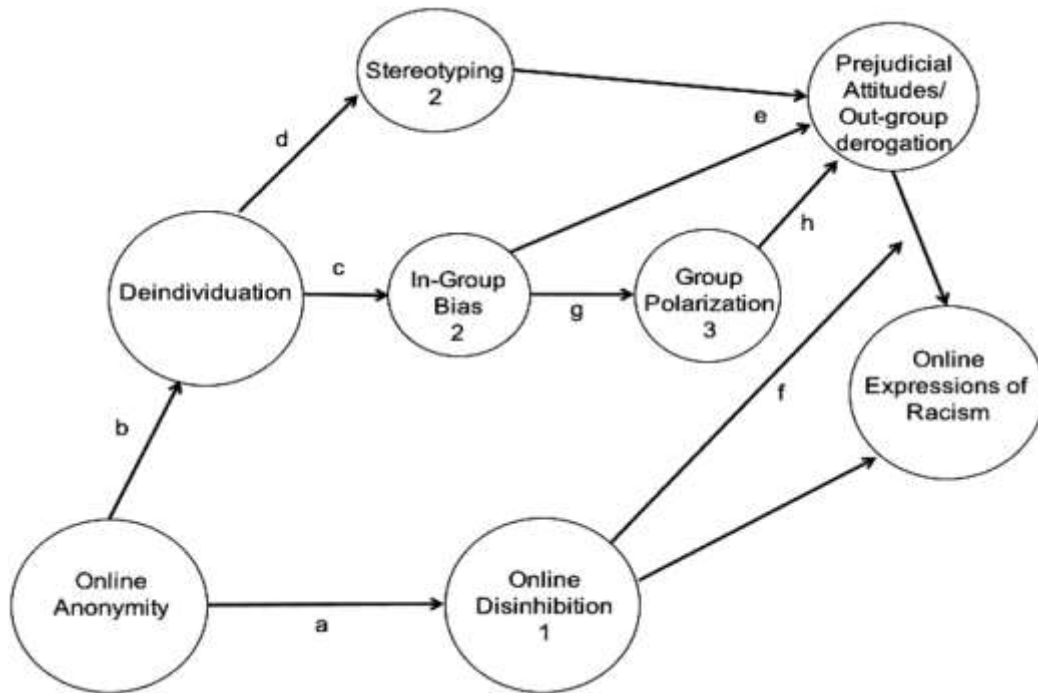 Stereotyping
2
Prejudicial
Attitudes/
Out-group
derogation
d
e
Deindividuation
c
In-Group
Bias
2
g
Group
Polarization
3
h
b
f
Online
Expressions of
Racism
Online
Anonymity
a
Online
Disinhibition
1